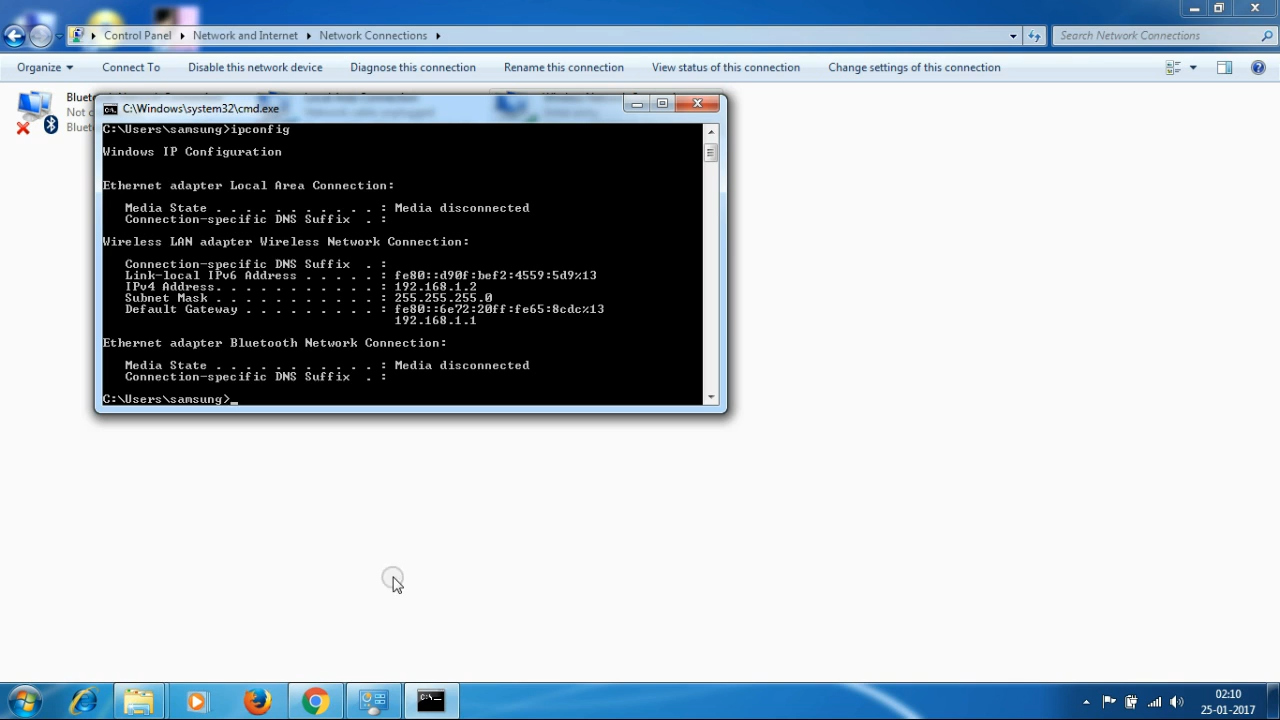 Control Panel Network and Internet Network Connections
Search Network Connections
Organize Connect To Disable this network device Diagnose this connection Rename this connection View status of this connection Change settings of this connection
C:\Windows\system32\cmd.exe
C:\Users\samsung>ipconfig
Windows IP Configuration
Ethernet adapter Local Area Connection:
Media State . . . . . . . . . . . : Media disconnected
Connection-specific DNS Suffix . :
Wireless LAN adapter Wireless Network Connection:
Connection-specific DNS Suffix . :
Link-local IPv6 Address . . . . . : fe80::d90f:bef2:4559:5d9%13
IPv4 Address. . . . . . . . . . . : 192.168.1.2
Subnet Mask . . . . . . . . . . . : 255.255.255.0
Default Gateway . . . . . . . . . : fe80::6e72:20ff:fe65:8cdc%13
192.168.1.1
Ethernet adapter Bluetooth Network Connection:
Media State . . . . . . . . . . . : Media disconnected
Connection-specific DNS Suffix . :
C:\Users\samsung>_
02:10
25-01-2017